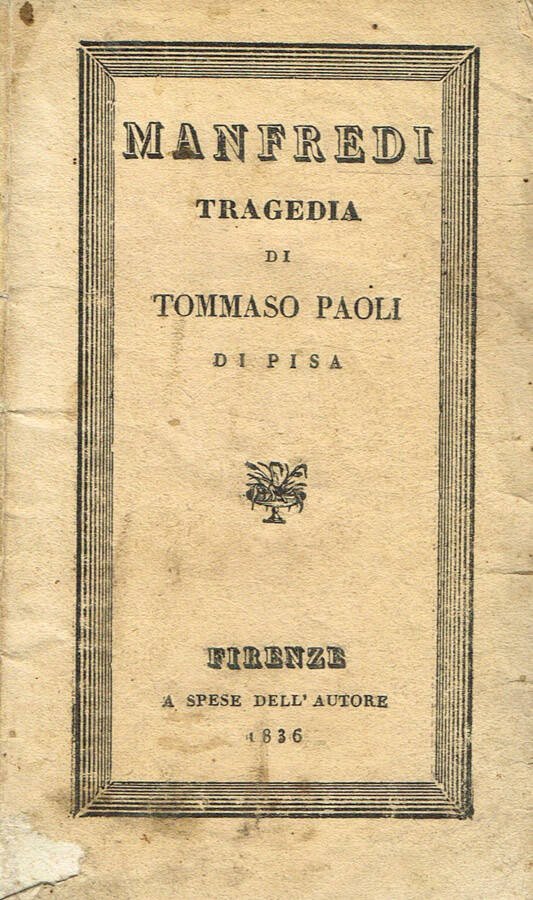 MANFREDI
TRAGEDIA
DI
TOMMASO PAOLI
DI PISA
FIRENZE
A SPESE DELL' AUTORE
1836